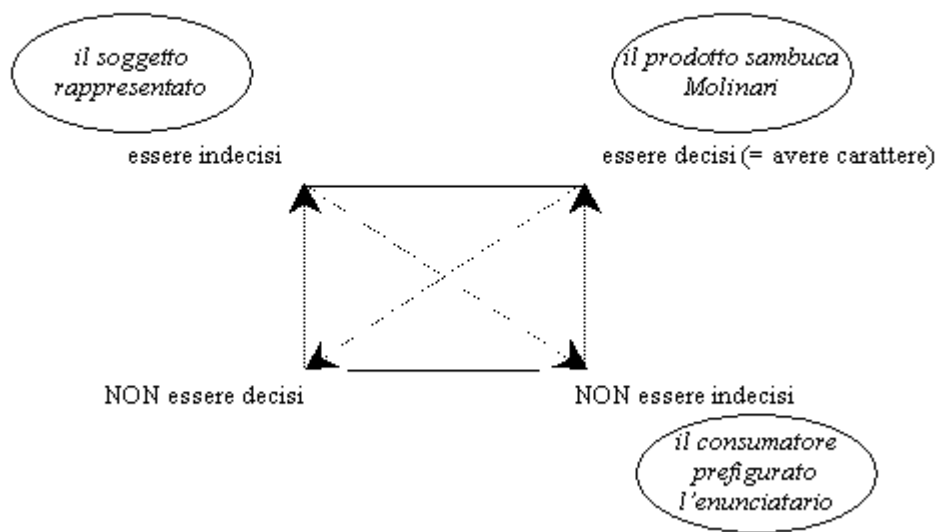 il soggetto
rappresentato
il prodotto sambuca
Molinari
essere indecisi
essere decisi (= avere carattere)
NON essere decisi
NON essere indecisi
il consumatore
prefigurato
l'enunciatario